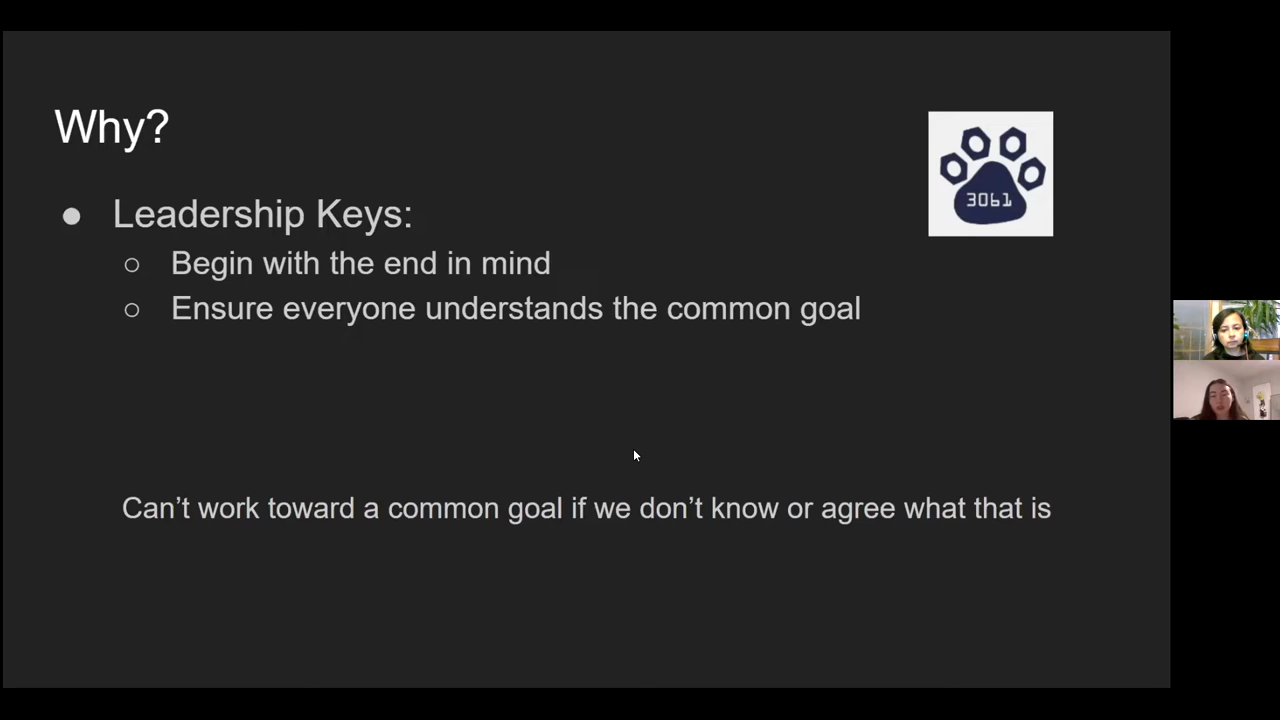 Why?
3061
● Leadership Keys:
○ Begin with the end in mind
○ Ensure everyone understands the common goal
Can’t work toward a common goal if we don’t know or agree what that is